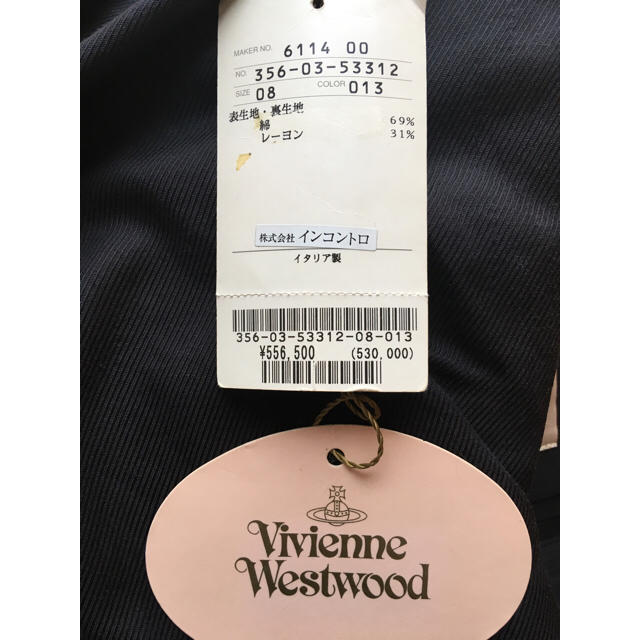 MAKER NO. 6114 00
NO. 356-03-53312
SIZE 08 COLOR 013
表生地・裏生地
綿 69%
レーヨン 31%
株式会社 インコントロ
イタリア製
356-03-53312-08-013
¥556,500 (530,000)
Vivienne
Westwood